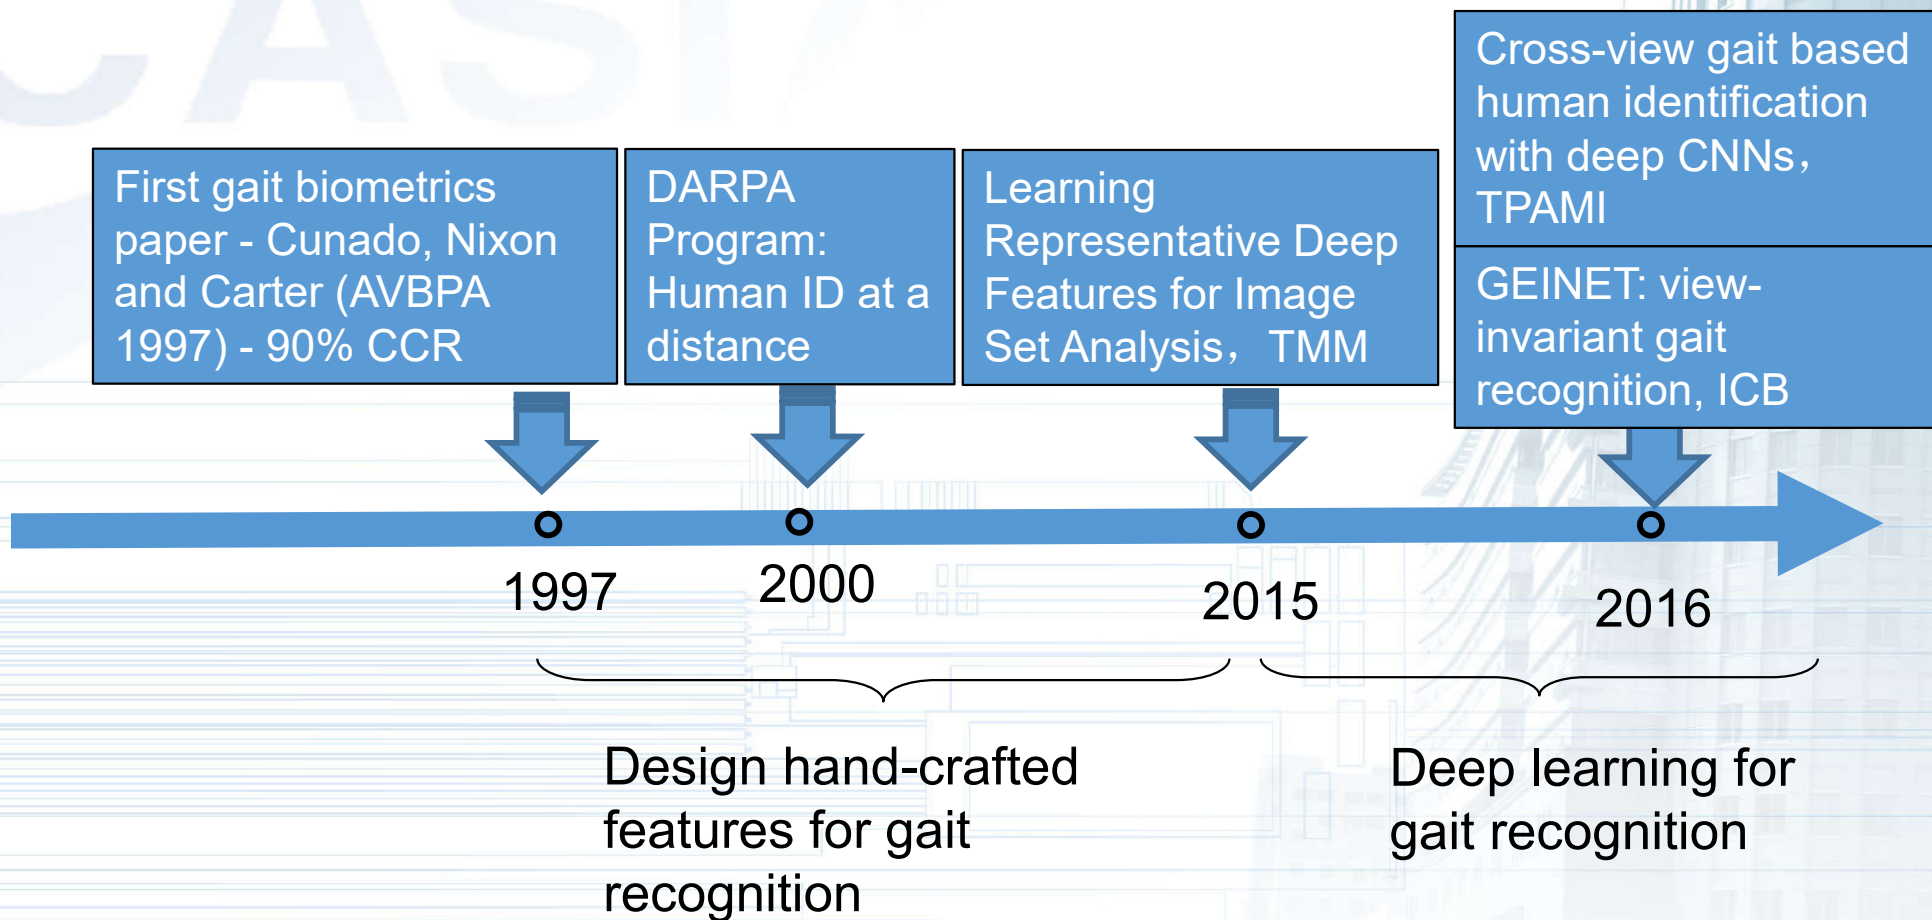 CASIA
First gait biometrics
paper - Cunado, Nixon
and Carter (AVBPA
1997) - 90% CCR
DARPA
Program:
Human ID at a
distance
Learning
Representative Deep
Features for Image
Set Analysis，TMM
Cross-view gait based
human identification
with deep CNNs，
TPAMI
GEINET: view-
invariant gait
recognition, ICB
1997
2000
2015
2016
Design hand-crafted
features for gait
recognition
Deep learning for
gait recognition